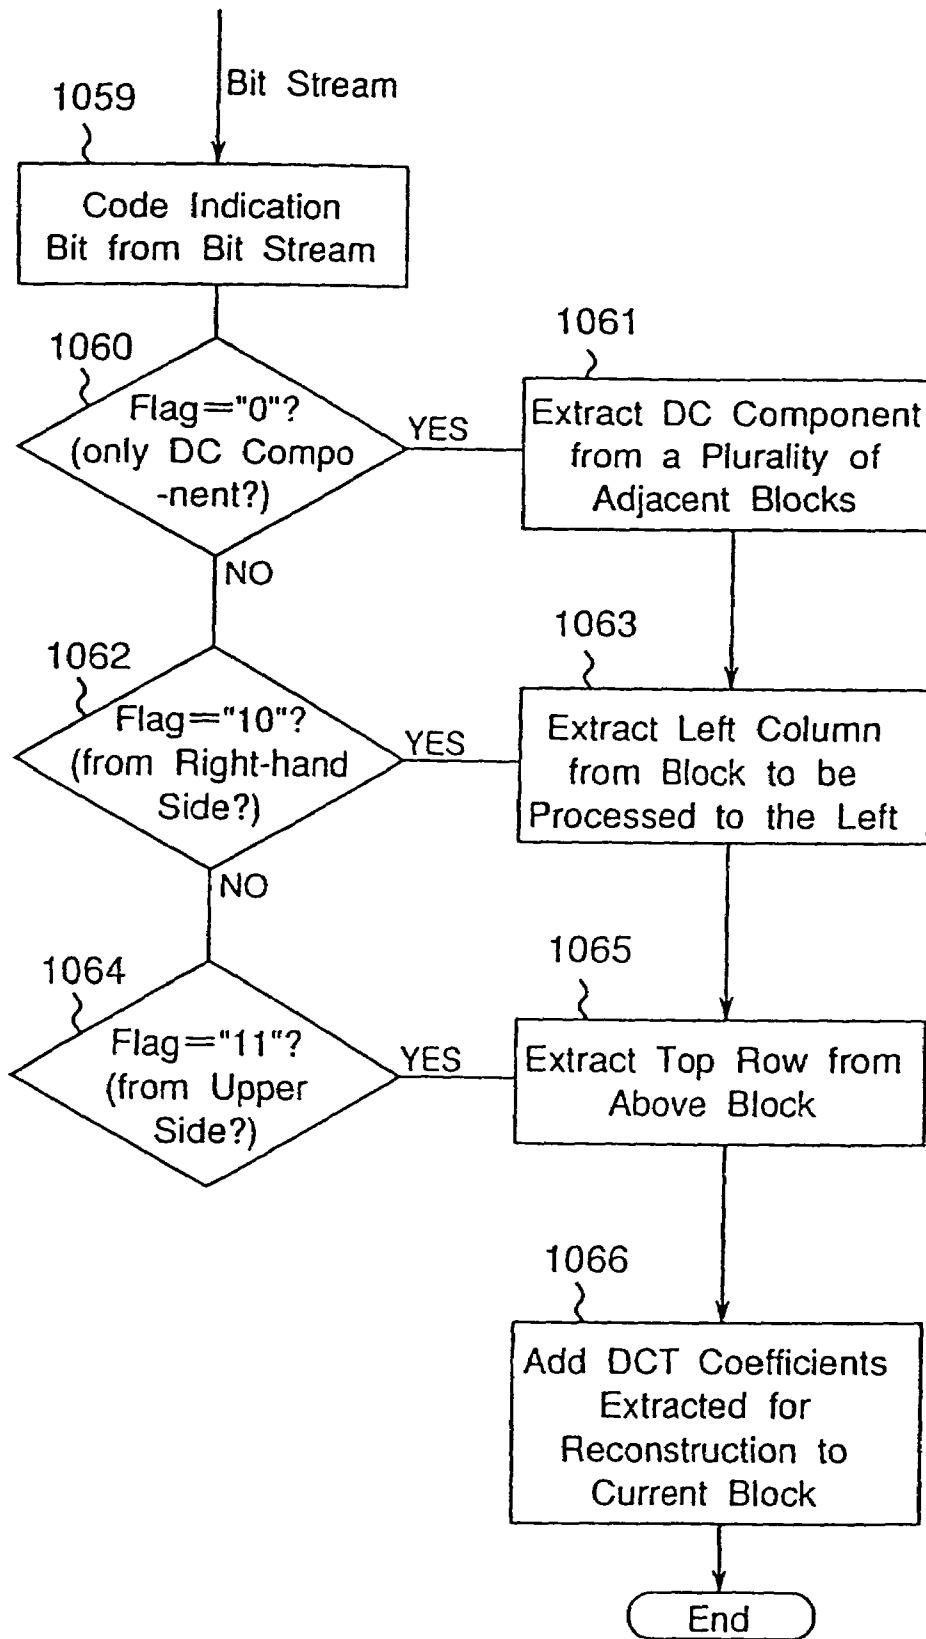 Bit Stream
1059
Code Indication
Bit from Bit Stream
1060
Flag="0"?
(only DC Compo
-nent?)
YES
NO
1061
Extract DC Component
from a Plurality of
Adjacent Blocks
1062
Flag="10"?
(from Right-hand
Side?)
YES
NO
1063
Extract Left Column
from Block to be
Processed to the Left
1064
Flag="11"?
(from Upper
Side?)
YES
1065
Extract Top Row from
Above Block
1066
Add DCT Coefficients
Extracted for
Reconstruction to
Current Block
End